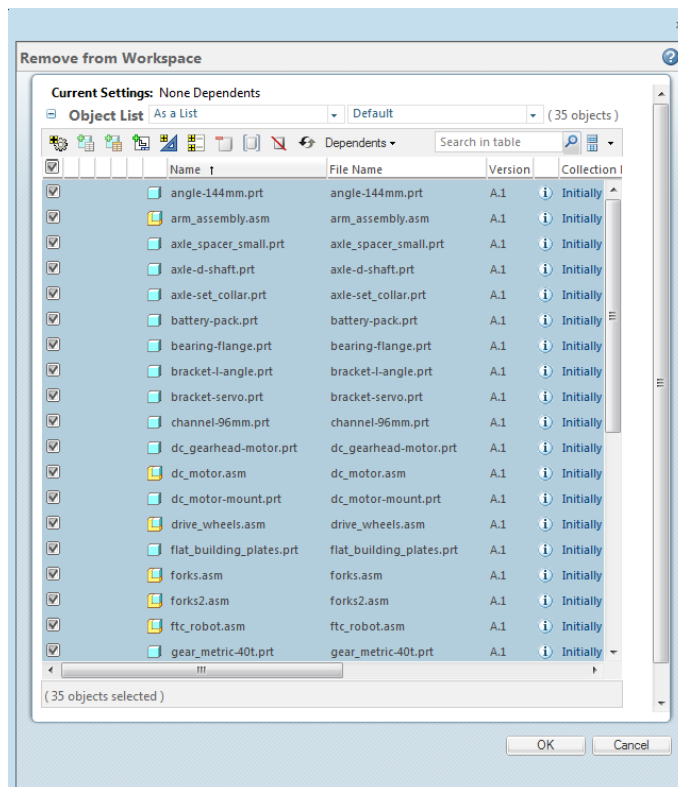 Remove from Workspace
Current Settings: None Dependents
Object List As a List Default ( 35 objects )
Dependents Search in table
Name File Name Version Collection
angle-144mm.prt angle-144mm.prt A.1 Initially
arm_assembly.asm arm_assembly.asm A.1 Initially
axle_spacer_small.prt axle_spacer_small.prt A.1 Initially
axle-d-shaft.prt axle-d-shaft.prt A.1 Initially
axle-set_collar.prt axle-set_collar.prt A.1 Initially
battery-pack.prt battery-pack.prt A.1 Initially
bearing-flange.prt bearing-flange.prt A.1 Initially
bracket-l-angle.prt bracket-l-angle.prt A.1 Initially
bracket-servo.prt bracket-servo.prt A.1 Initially
channel-96mm.prt channel-96mm.prt A.1 Initially
dc_gearhead-motor.prt dc_gearhead-motor.prt A.1 Initially
dc_motor.asm dc_motor.asm A.1 Initially
dc_motor-mount.prt dc_motor-mount.prt A.1 Initially
drive_wheels.asm drive_wheels.asm A.1 Initially
flat_building_plates.prt flat_building_plates.prt A.1 Initially
forks.asm forks.asm A.1 Initially
forks2.asm forks2.asm A.1 Initially
ftc_robot.asm ftc_robot.asm A.1 Initially
gear_metric-40t.prt gear_metric-40t.prt A.1 Initially
( 35 objects selected )
OK Cancel